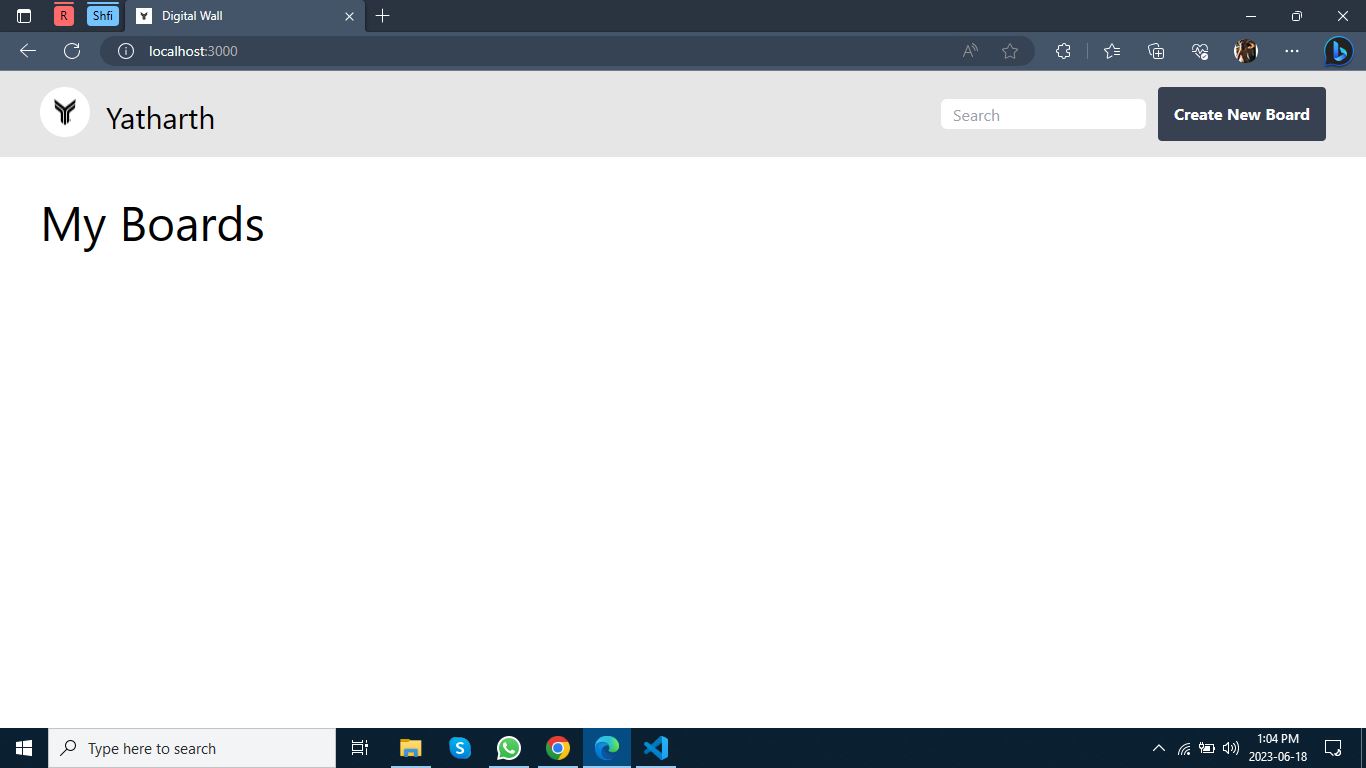 R
Shfi
Digital Wall
localhost:3000
Yatharth
Search
Create New Board
My Boards
Type here to search
1:04 PM
2023-06-18